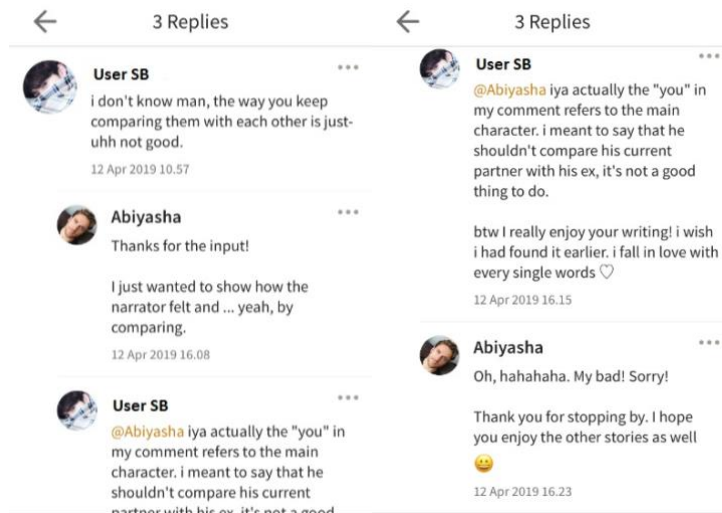 3 Replies
User SB
i don't know man, the way you keep
comparing them with each other is just-
uhh not good.
12 Apr 2019 10.57
Abiyasha
Thanks for the input!
I just wanted to show how the
narrator felt and ... yeah, by
comparing.
12 Apr 2019 16.08
User SB
@Abiyasha iya actually the "you" in
my comment refers to the main
character. i meant to say that he
shouldn't compare his current
partner with his ex, it's not a good
3 Replies
User SB
@Abiyasha iya actually the "you" in
my comment refers to the main
character. i meant to say that he
shouldn't compare his current
partner with his ex, it's not a good
thing to do.
btw I really enjoy your writing! i wish
i had found it earlier. i fall in love with
every single words ♡
12 Apr 2019 16.15
Abiyasha
Oh, hahahaha. My bad! Sorry!
Thank you for stopping by. I hope
you enjoy the other stories as well
😀
12 Apr 2019 16.23